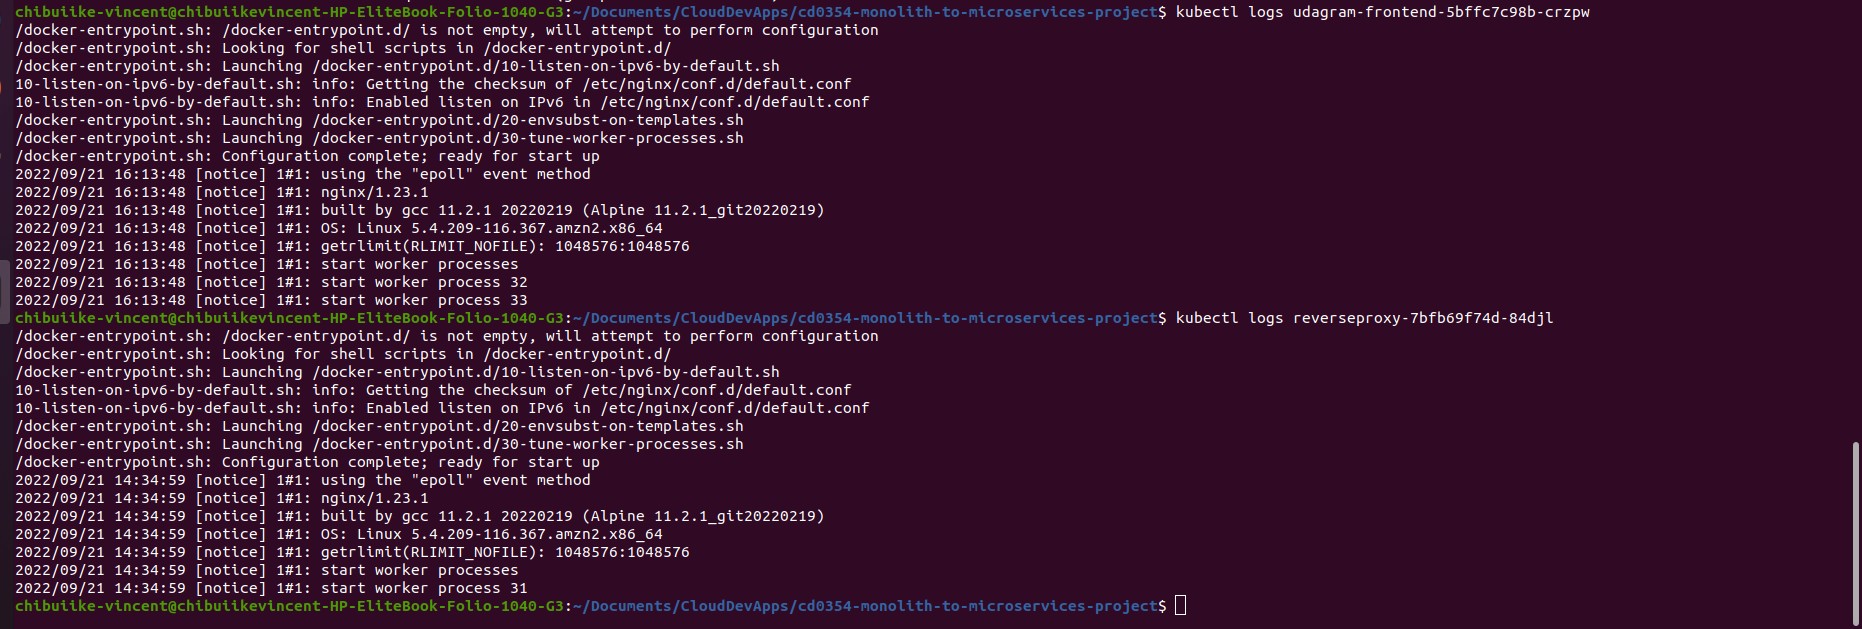 chibuiike-vincent@chibuiikevincent-HP-EliteBook-Folio-1040-G3:~/Documents/CloudDevApps/cd0354-monolith-to-microservices-project$ kubectl logs udagram-frontend-5bffc7c98b-crzpw
/docker-entrypoint.sh: /docker-entrypoint.d/ is not empty, will attempt to perform configuration
/docker-entrypoint.sh: Looking for shell scripts in /docker-entrypoint.d/
/docker-entrypoint.sh: Launching /docker-entrypoint.d/10-listen-on-ipv6-by-default.sh
10-listen-on-ipv6-by-default.sh: info: Getting the checksum of /etc/nginx/conf.d/default.conf
10-listen-on-ipv6-by-default.sh: info: Enabled listen on IPv6 in /etc/nginx/conf.d/default.conf
/docker-entrypoint.sh: Launching /docker-entrypoint.d/20-envsubst-on-templates.sh
/docker-entrypoint.sh: Launching /docker-entrypoint.d/30-tune-worker-processes.sh
/docker-entrypoint.sh: Configuration complete; ready for start up
2022/09/21 16:13:48 [notice] 1#1: using the "epoll" event method
2022/09/21 16:13:48 [notice] 1#1: nginx/1.23.1
2022/09/21 16:13:48 [notice] 1#1: built by gcc 11.2.1 20220219 (Alpine 11.2.1_git20220219)
2022/09/21 16:13:48 [notice] 1#1: OS: Linux 5.4.209-116.367.amzn2.x86_64
2022/09/21 16:13:48 [notice] 1#1: getrlimit(RLIMIT_NOFILE): 1048576:1048576
2022/09/21 16:13:48 [notice] 1#1: start worker processes
2022/09/21 16:13:48 [notice] 1#1: start worker process 32
2022/09/21 16:13:48 [notice] 1#1: start worker process 33
chibuiike-vincent@chibuiikevincent-HP-EliteBook-Folio-1040-G3:~/Documents/CloudDevApps/cd0354-monolith-to-microservices-project$ kubectl logs reverseproxy-7bfb69f74d-84djl
/docker-entrypoint.sh: /docker-entrypoint.d/ is not empty, will attempt to perform configuration
/docker-entrypoint.sh: Looking for shell scripts in /docker-entrypoint.d/
/docker-entrypoint.sh: Launching /docker-entrypoint.d/10-listen-on-ipv6-by-default.sh
10-listen-on-ipv6-by-default.sh: info: Getting the checksum of /etc/nginx/conf.d/default.conf
10-listen-on-ipv6-by-default.sh: info: Enabled listen on IPv6 in /etc/nginx/conf.d/default.conf
/docker-entrypoint.sh: Launching /docker-entrypoint.d/20-envsubst-on-templates.sh
/docker-entrypoint.sh: Launching /docker-entrypoint.d/30-tune-worker-processes.sh
/docker-entrypoint.sh: Configuration complete; ready for start up
2022/09/21 14:34:59 [notice] 1#1: using the "epoll" event method
2022/09/21 14:34:59 [notice] 1#1: nginx/1.23.1
2022/09/21 14:34:59 [notice] 1#1: built by gcc 11.2.1 20220219 (Alpine 11.2.1_git20220219)
2022/09/21 14:34:59 [notice] 1#1: OS: Linux 5.4.209-116.367.amzn2.x86_64
2022/09/21 14:34:59 [notice] 1#1: getrlimit(RLIMIT_NOFILE): 1048576:1048576
2022/09/21 14:34:59 [notice] 1#1: start worker processes
2022/09/21 14:34:59 [notice] 1#1: start worker process 31
chibuiike-vincent@chibuiikevincent-HP-EliteBook-Folio-1040-G3:~/Documents/CloudDevApps/cd0354-monolith-to-microservices-project$